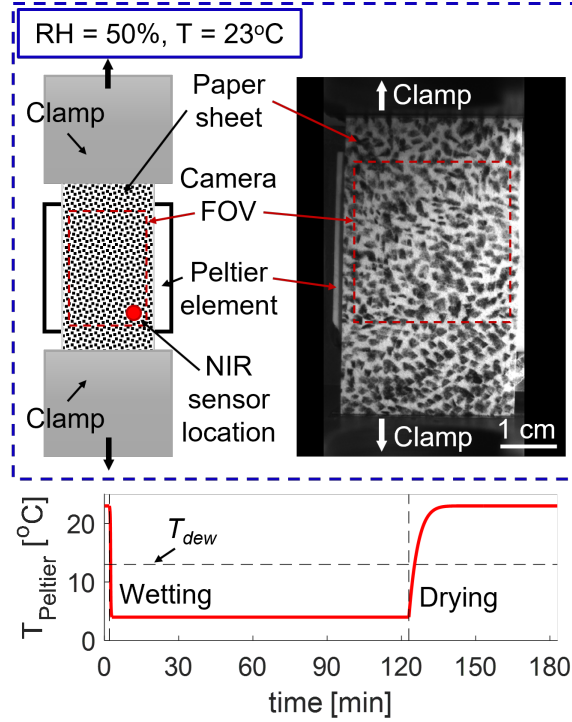 RH = 50%, T = 23°C
Clamp
Paper
sheet
Camera
FOV
Peltier
element
NIR
sensor
location
Clamp
Clamp
Clamp
1 cm
T_Peltier [°C]
20
10
0
T_dew
Wetting
Drying
0 30 60 90 120 150 180
time [min]